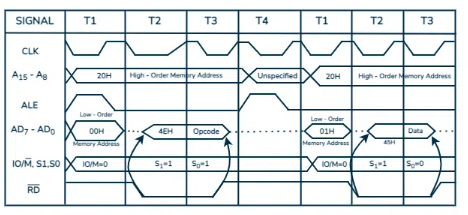 SIGNAL T1 T2 T3 T4 T1 T2 T3
CLK
A15 - A8 20H High - Order Memory Address Unspecified 20H High - Order Memory Address
ALE
Low - Order Low - Order
AD7 - AD0 00H 4EH Opcode 01H Data
Memory Address Memory Address 45H
IO/M̅, S1,S0 IO/M=0 S1=1 S0=1 IO/M=0 S1=1 S0=0
R̅D̅